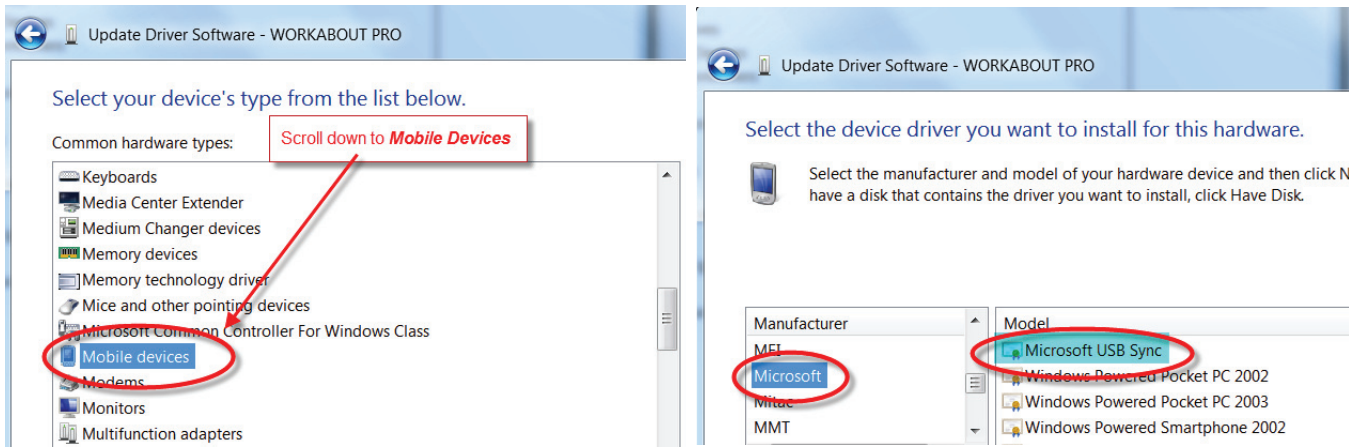 Update Driver Software - WORKABOUT PRO
Select your device's type from the list below.
Common hardware types:
Scroll down to Mobile Devices
Keyboards
Media Center Extender
Medium Changer devices
Memory devices
Memory technology driver
Mice and other pointing devices
Microsoft Common Controller For Windows Class
Mobile devices
Modems
Monitors
Multifunction adapters
Update Driver Software - WORKABOUT PRO
Select the device driver you want to install for this hardware.
Select the manufacturer and model of your hardware device and then click N
have a disk that contains the driver you want to install, click Have Disk.
Manufacturer
MEI
Microsoft
Mitac
MMT
Model
Microsoft USB Sync
Windows Powered Pocket PC 2002
Windows Powered Pocket PC 2003
Windows Powered Smartphone 2002